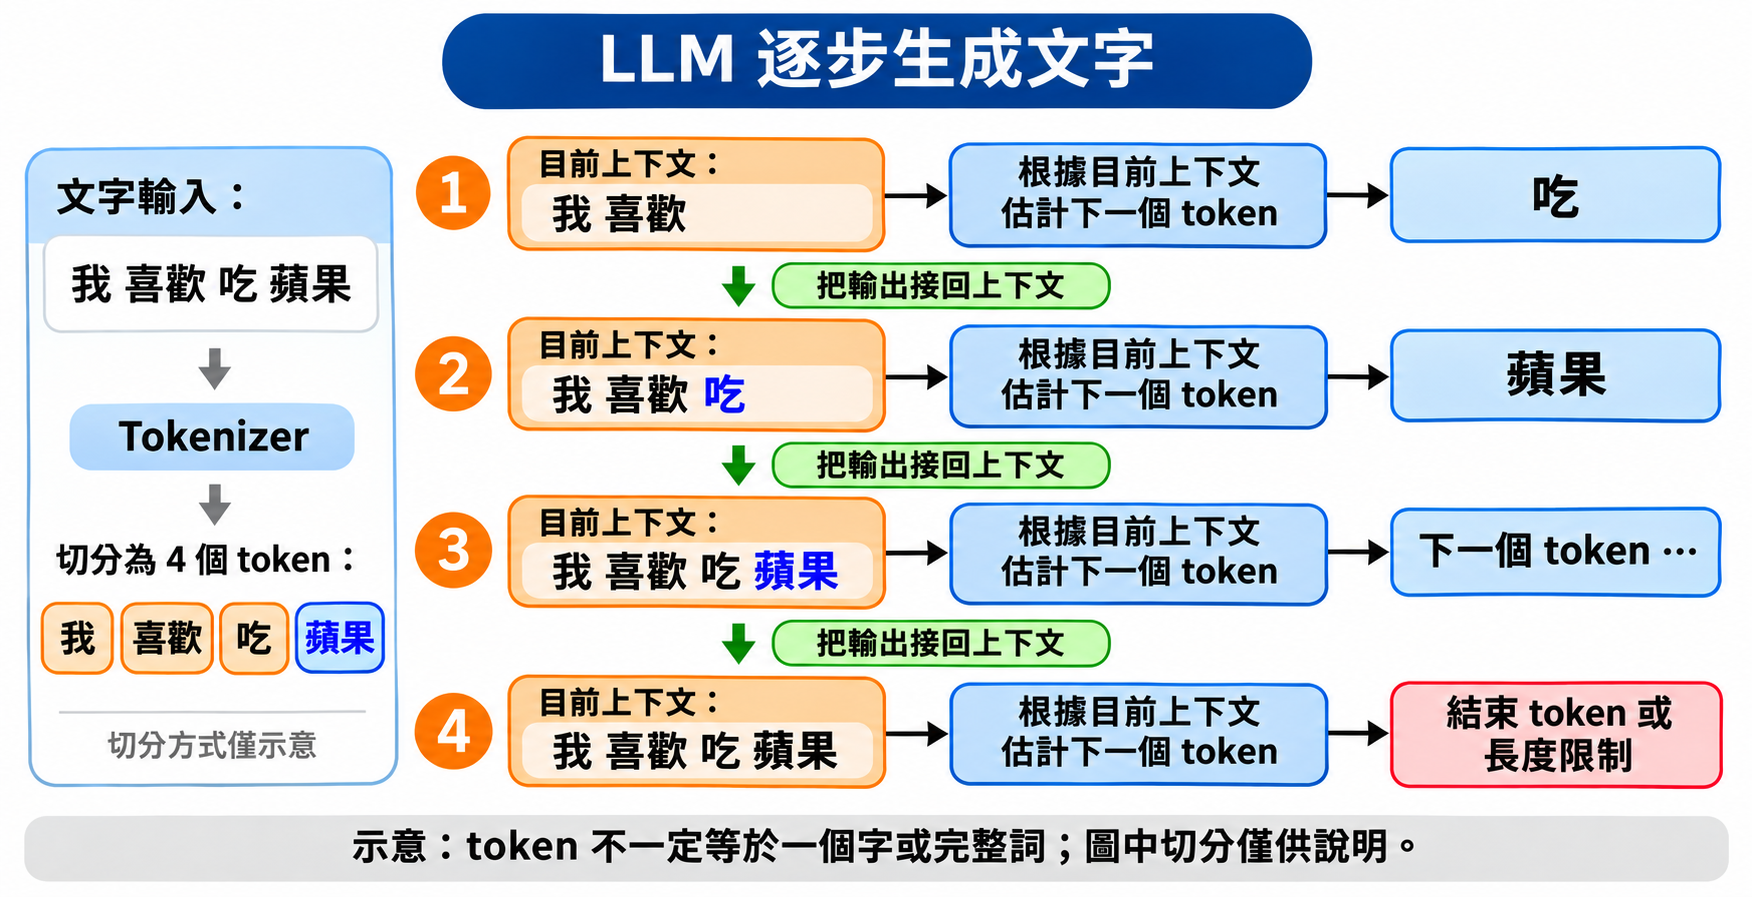 LLM 逐步生成文字
文字輸入：
我 喜歡 吃 蘋果
Tokenizer
切分為 4 個 token：
我 喜歡 吃 蘋果
切分方式僅示意
1
目前上下文：
我 喜歡
根據目前上下文
估計下一個 token
吃
把輸出接回上下文
2
目前上下文：
我 喜歡 吃
根據目前上下文
估計下一個 token
蘋果
把輸出接回上下文
3
目前上下文：
我 喜歡 吃 蘋果
根據目前上下文
估計下一個 token
下一個 token …
把輸出接回上下文
4
目前上下文：
我 喜歡 吃 蘋果
根據目前上下文
估計下一個 token
結束 token 或
長度限制
示意：token 不一定等於一個字或完整詞；圖中切分僅供說明。